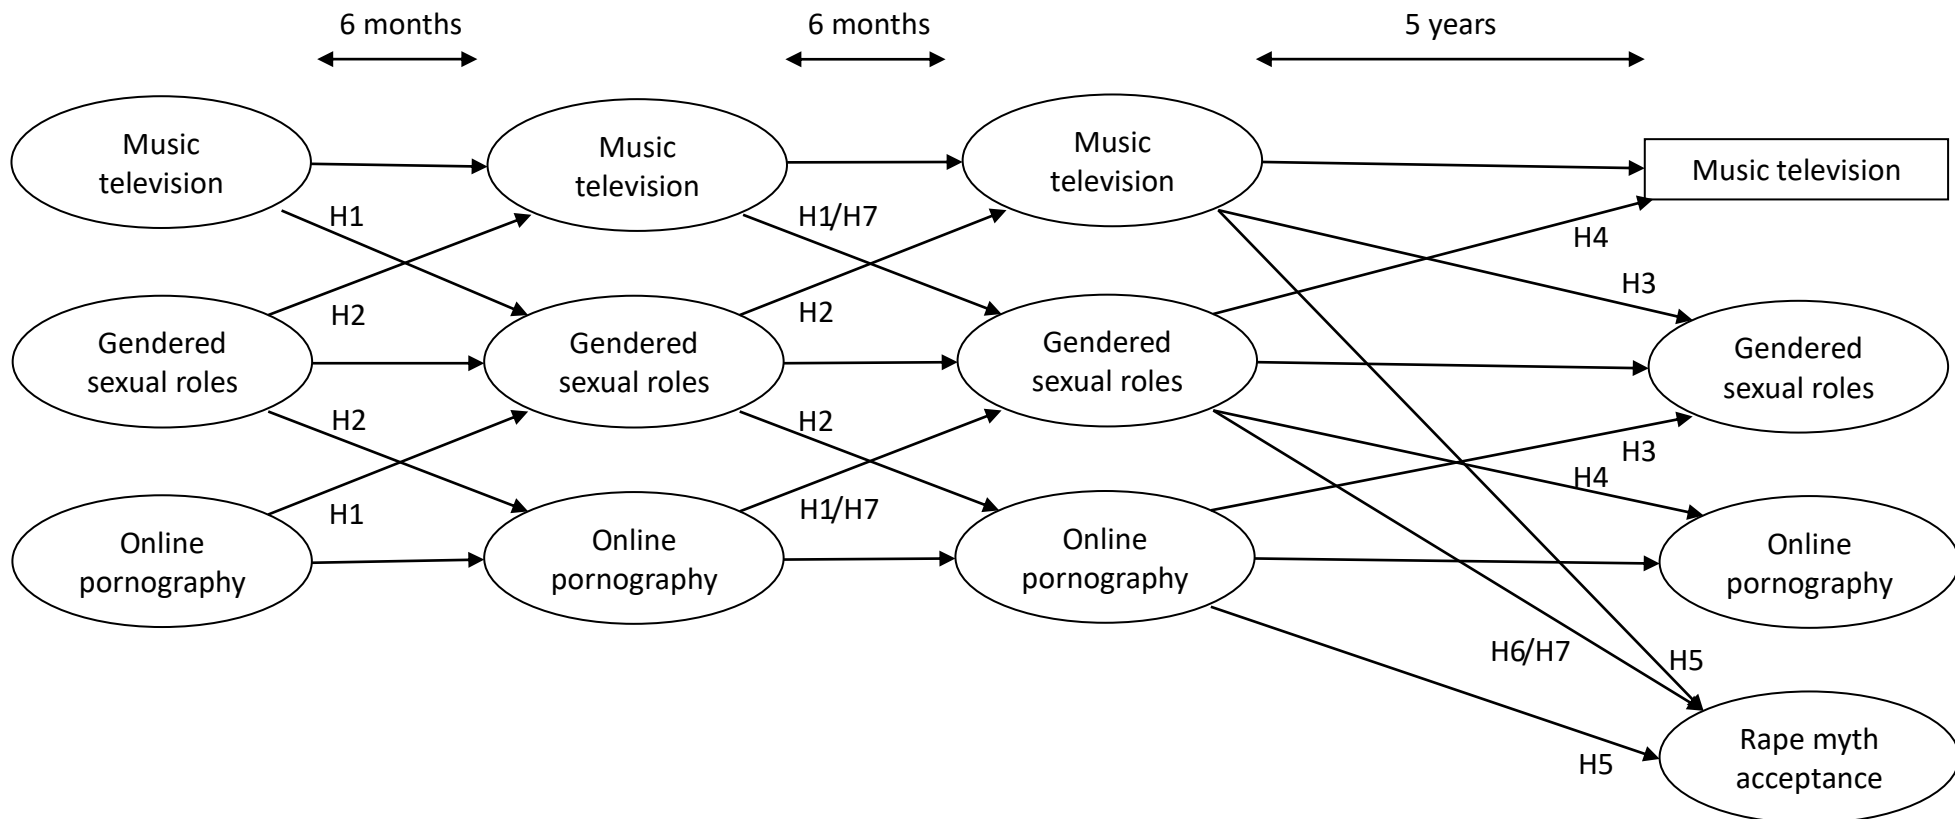 6 months
6 months
5 years
Music
television
Music
television
Music
television
Music television
H1
H1/H7
H4
H3
H2
H2
Gendered
sexual roles
Gendered
sexual roles
Gendered
sexual roles
Gendered
sexual roles
H2
H2
H3
H4
H1
H1/H7
Online
pornography
Online
pornography
Online
pornography
Online
pornography
H6/H7
H5
H5
Rape myth
acceptance